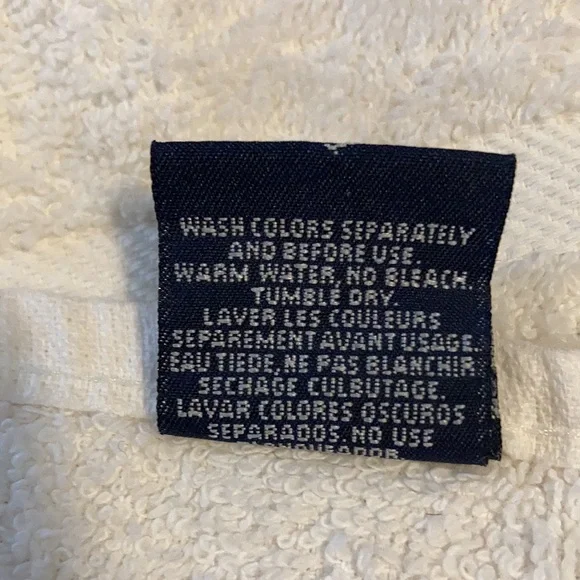 WASH COLORS SEPARATELY
AND BEFORE USE.
WARM WATER, NO BLEACH.
TUMBLE DRY.
LAVER LES COULEURS
SEPAREMENT AVANT USAGE.
EAU TIEDE, NE PAS BLANCHIR
SECHAGE CULBUTAGE.
LAVAR COLORES OSCUROS
SEPARADOS. NO USE